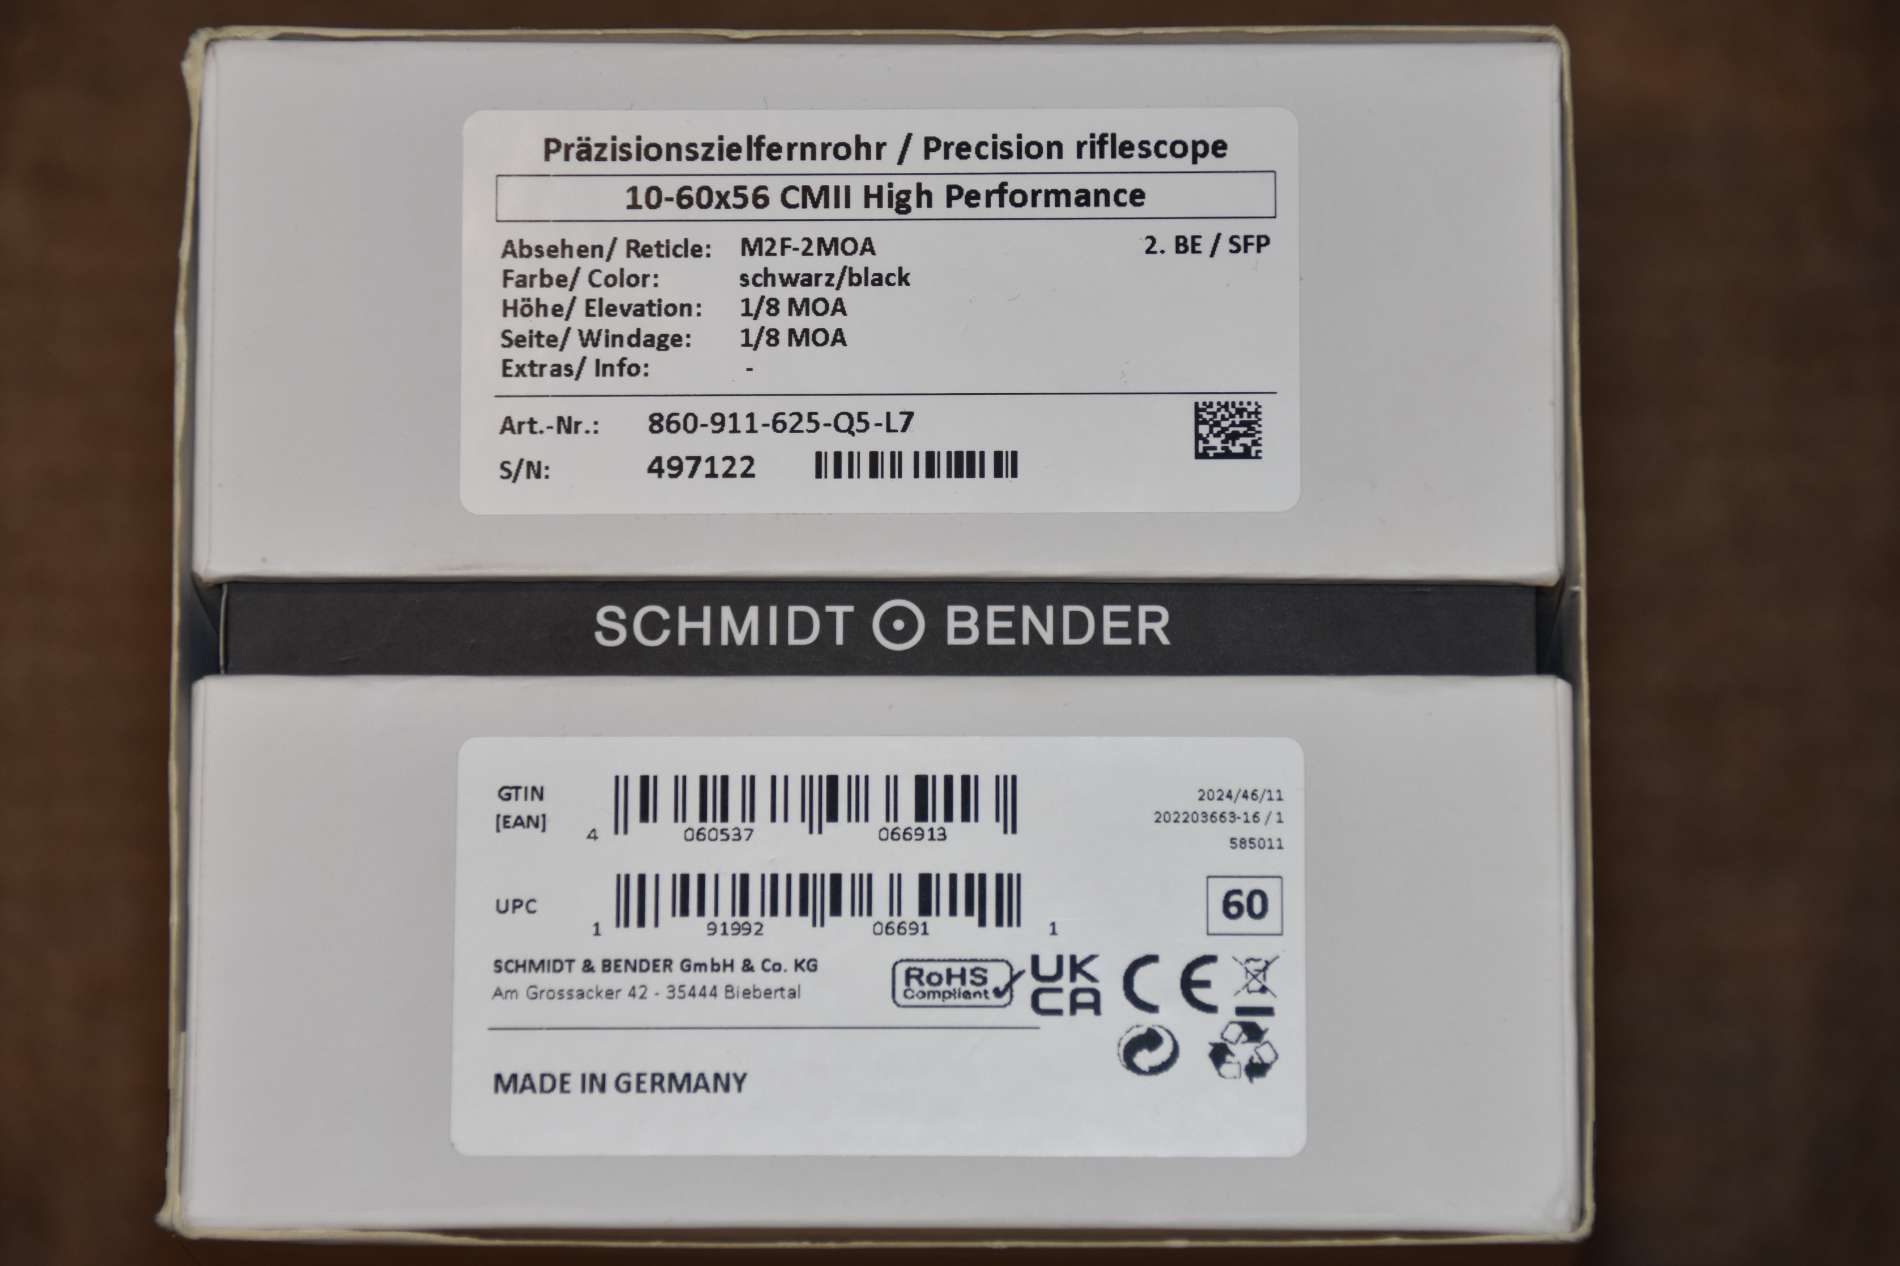 Präzisionszielfernrohr / Precision riflescope
10-60x56 CMII High Performance
Absehen/ Reticle: M2F-2MOA 2. BE / SFP
Farbe/ Color: schwarz/black
Höhe/ Elevation: 1/8 MOA
Seite/ Windage: 1/8 MOA
Extras/ Info: -
Art.-Nr.: 860-911-625-Q5-L7
S/N: 497122
SCHMIDT BENDER
GTIN
[EAN]
4 060537 066913
2024/46/11
202203663-16 / 1
585011
UPC
1 91992 06691 1
60
SCHMIDT & BENDER GmbH & Co. KG
Am Grossacker 42 - 35444 Biebertal
RoHS
Compliant
UK
CA
CE
MADE IN GERMANY